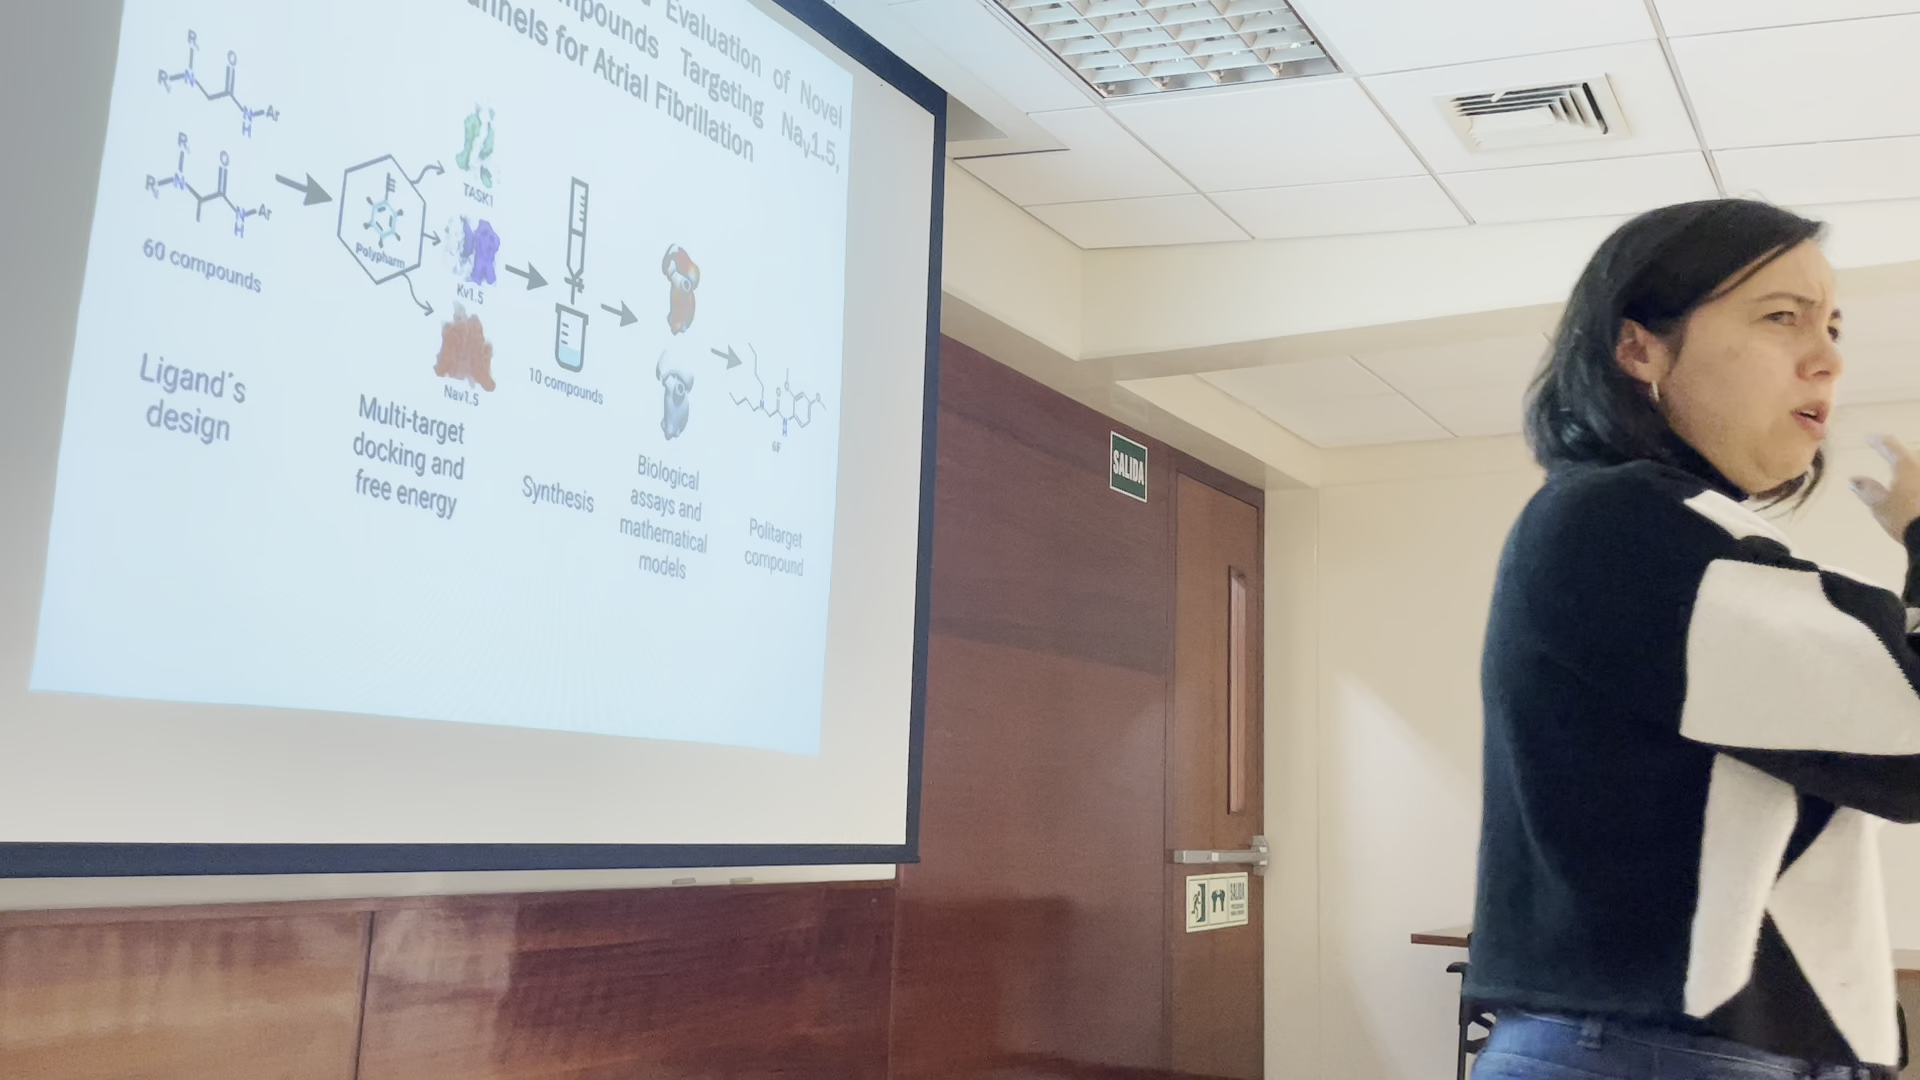 Evaluation of Novel
Compounds Targeting Nav1.5,
for Atrial Fibrillation
R
R
N
O
N
H
Ar
R
R
N
O
N
H
Ar
60 compounds
Polypharm
TASK1
Kv1.5
Nav1.5
10 compounds
6F
Ligand´s
design
Multi-target
docking and
free energy
Synthesis
Biological
assays and
mathematical
models
Politarget
compound
SALIDA
SALIDA